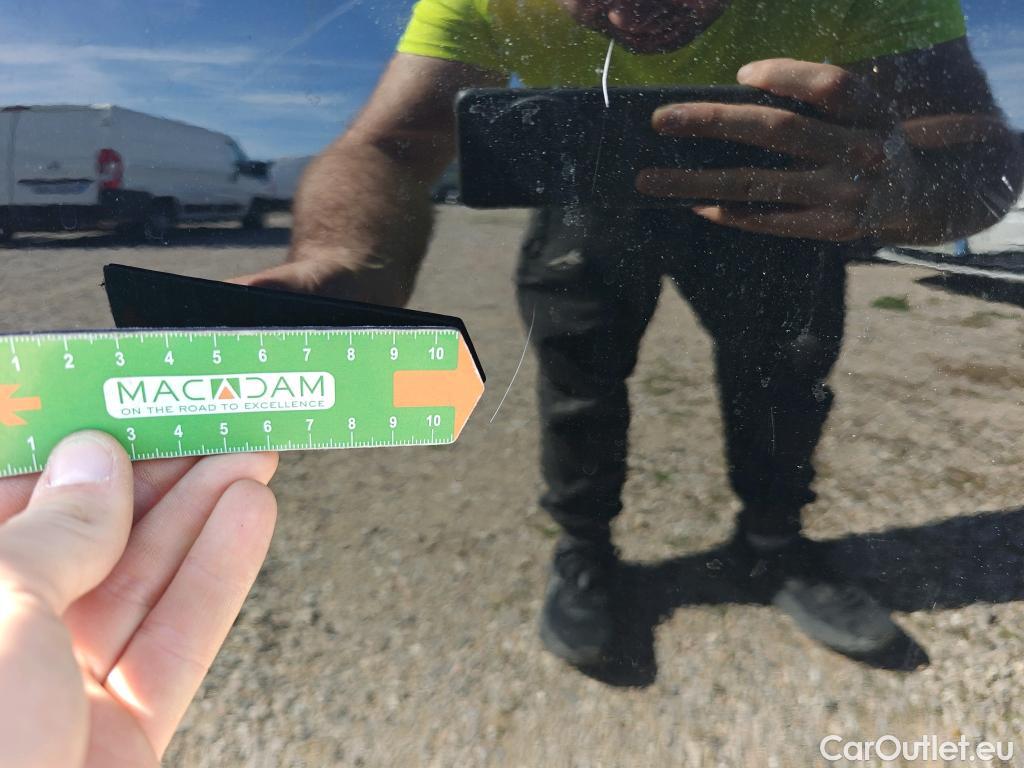 1 2 3 4 5 6 7 8 9 10
MACADAM
ON THE ROAD TO EXCELLENCE
1 3 4 5 6 7 8 9 10
CarOutlet.eu